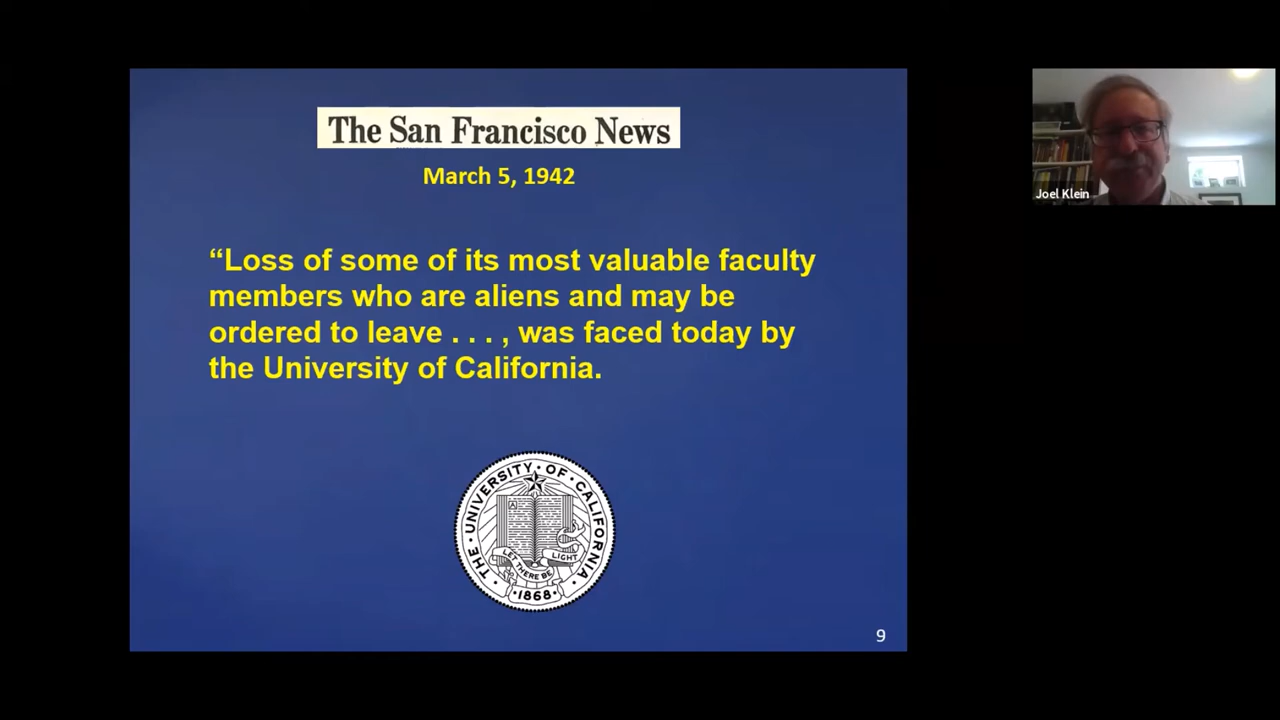 The San Francisco News
March 5, 1942
“Loss of some of its most valuable faculty
members who are aliens and may be
ordered to leave . . . , was faced today by
the University of California.
THE · UNIVERSITY · OF · CALIFORNIA ·
A
LET THERE BE LIGHT
· 1868 ·
9
Joel Klein